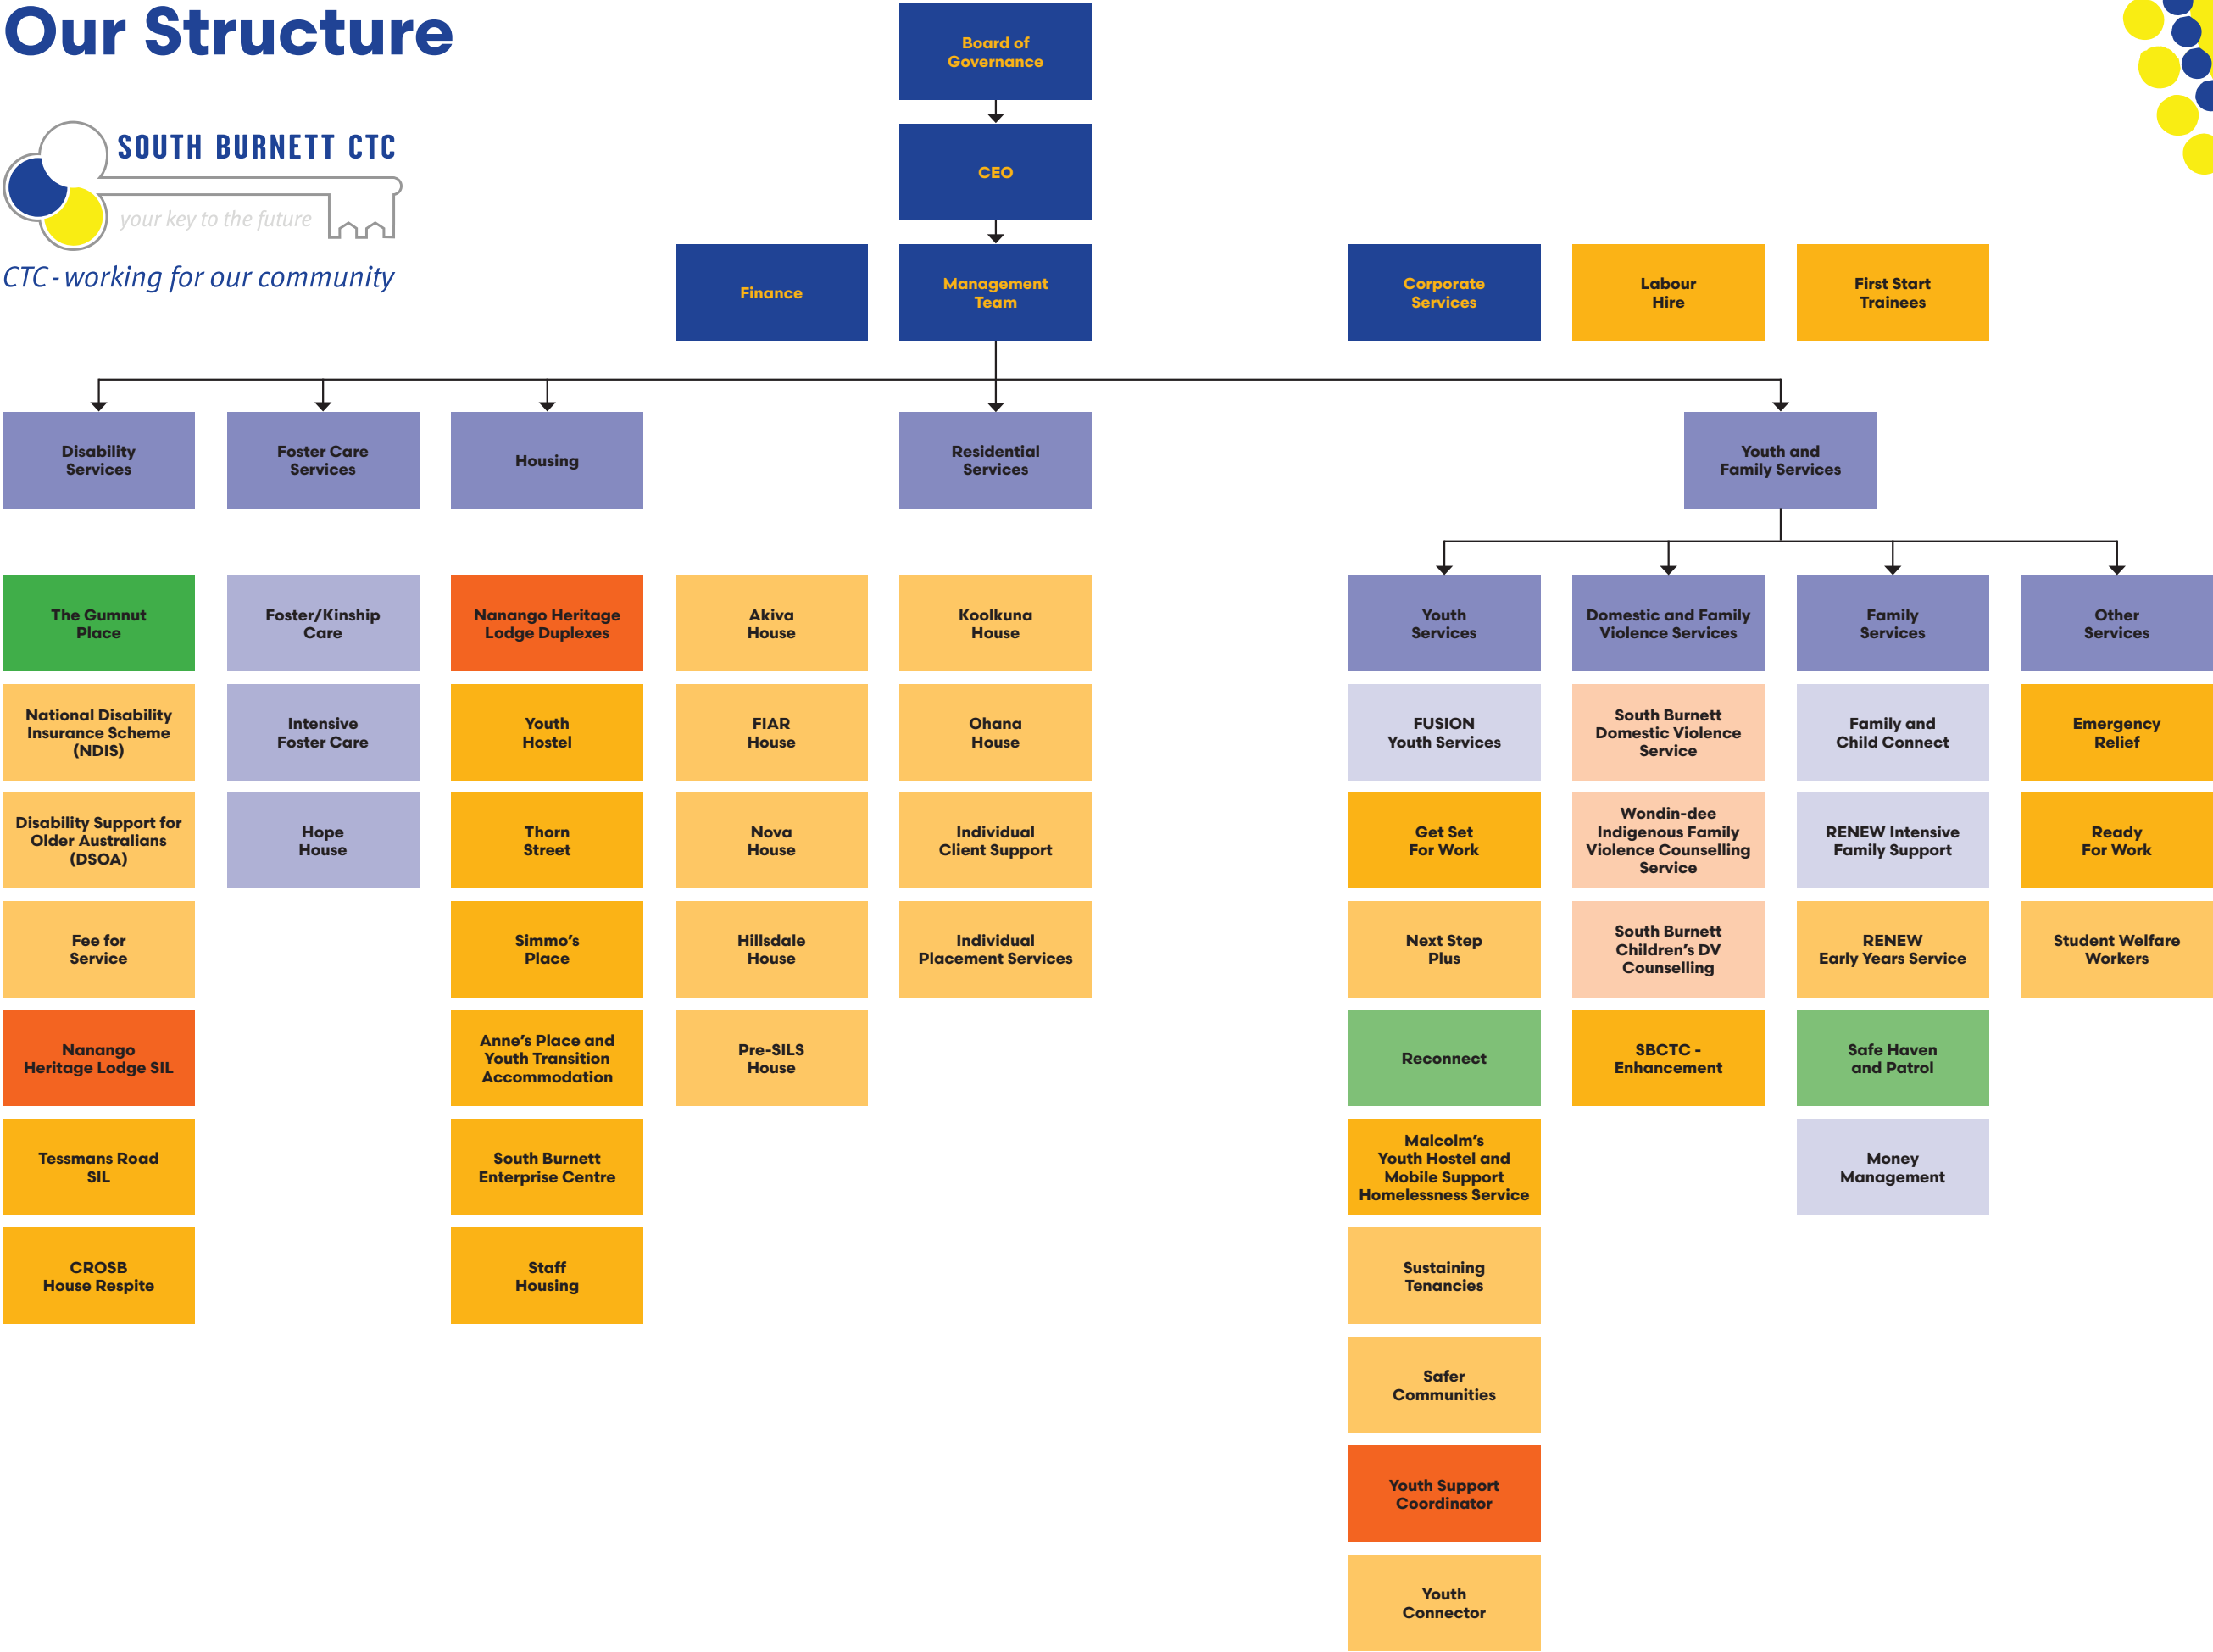 Our Structure
SOUTH BURNETT CTC
your key to the future
CTC - working for our community
Board of
Governance
CEO
Finance
Management
Team
Corporate
Services
Labour
Hire
First Start
Trainees
Disability
Services
Foster Care
Services
Housing
Residential
Services
Youth and
Family Services
The Gumnut
Place
National Disability
Insurance Scheme
(NDIS)
Disability Support for
Older Australians
(DSOA)
Fee for
Service
Nanango
Heritage Lodge SIL
Tessmans Road
SIL
CROSB
House Respite
Foster/Kinship
Care
Intensive
Foster Care
Hope
House
Nanango Heritage
Lodge Duplexes
Youth
Hostel
Thorn
Street
Simmo's
Place
Anne's Place and
Youth Transition
Accommodation
South Burnett
Enterprise Centre
Staff
Housing
Akiva
House
FIAR
House
Nova
House
Hillsdale
House
Pre-SILS
House
Koolkuna
House
Ohana
House
Individual
Client Support
Individual
Placement Services
Youth
Services
FUSION
Youth Services
Get Set
For Work
Next Step
Plus
Reconnect
Malcolm's
Youth Hostel and
Mobile Support
Homelessness Service
Sustaining
Tenancies
Safer
Communities
Youth Support
Coordinator
Youth
Connector
Domestic and Family
Violence Services
South Burnett
Domestic Violence
Service
Wondin-dee
Indigenous Family
Violence Counselling
Service
South Burnett
Children's DV
Counselling
SBCTC -
Enhancement
Family
Services
Family and
Child Connect
RENEW Intensive
Family Support
RENEW
Early Years Service
Safe Haven
and Patrol
Money
Management
Other
Services
Emergency
Relief
Ready
For Work
Student Welfare
Workers